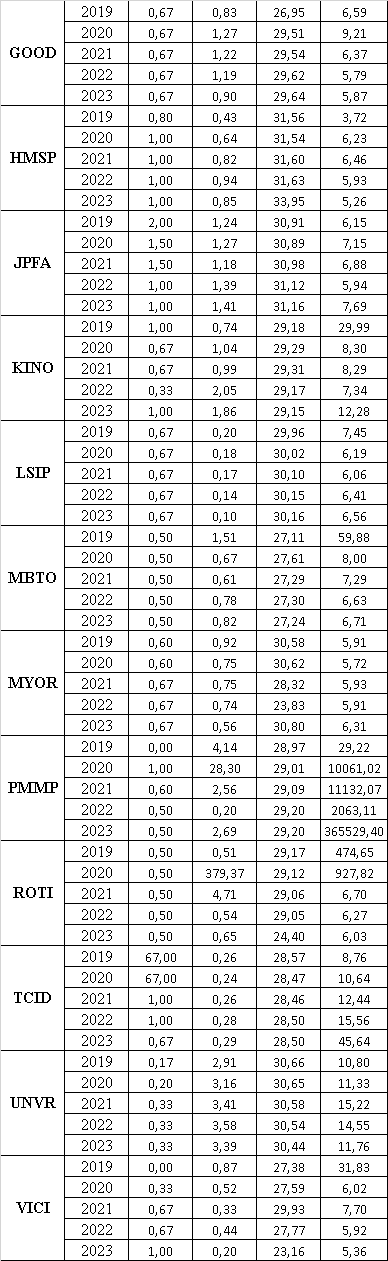 GOOD
2019 0,67 0,83 26,95 6,59
2020 0,67 1,27 29,51 9,21
2021 0,67 1,22 29,54 6,37
2022 0,67 1,19 29,62 5,79
2023 0,67 0,90 29,64 5,87
HMSP
2019 0,80 0,43 31,56 3,72
2020 1,00 0,64 31,54 6,23
2021 1,00 0,82 31,60 6,46
2022 1,00 0,94 31,63 5,93
2023 1,00 0,85 33,95 5,26
JPFA
2019 2,00 1,24 30,91 6,15
2020 1,50 1,27 30,89 7,15
2021 1,50 1,18 30,98 6,88
2022 1,00 1,39 31,12 5,94
2023 1,00 1,41 31,16 7,69
KINO
2019 1,00 0,74 29,18 29,99
2020 0,67 1,04 29,29 8,30
2021 0,67 0,99 29,31 8,29
2022 0,33 2,05 29,17 7,34
2023 1,00 1,86 29,15 12,28
LSIP
2019 0,67 0,20 29,96 7,45
2020 0,67 0,18 30,02 6,19
2021 0,67 0,17 30,10 6,06
2022 0,67 0,14 30,15 6,41
2023 0,67 0,10 30,16 6,56
MBTO
2019 0,50 1,51 27,11 59,88
2020 0,50 0,67 27,61 8,00
2021 0,50 0,61 27,29 7,29
2022 0,50 0,78 27,30 6,63
2023 0,50 0,82 27,24 6,71
MYOR
2019 0,60 0,92 30,58 5,91
2020 0,60 0,75 30,62 5,72
2021 0,67 0,75 28,32 5,93
2022 0,67 0,74 23,83 5,91
2023 0,67 0,56 30,80 6,31
PMMP
2019 0,00 4,14 28,97 29,22
2020 1,00 28,30 29,01 10061,02
2021 0,60 2,56 29,09 11132,07
2022 0,50 0,20 29,20 2063,11
2023 0,50 2,69 29,20 365529,40
ROTI
2019 0,50 0,51 29,17 474,65
2020 0,50 379,37 29,12 927,82
2021 0,50 4,71 29,06 6,70
2022 0,50 0,54 29,05 6,27
2023 0,50 0,65 24,40 6,03
TCID
2019 67,00 0,26 28,57 8,76
2020 67,00 0,24 28,47 10,64
2021 1,00 0,26 28,46 12,44
2022 1,00 0,28 28,50 15,56
2023 0,67 0,29 28,50 45,64
UNVR
2019 0,17 2,91 30,66 10,80
2020 0,20 3,16 30,65 11,33
2021 0,33 3,41 30,58 15,22
2022 0,33 3,58 30,54 14,55
2023 0,33 3,39 30,44 11,76
VICI
2019 0,00 0,87 27,38 31,83
2020 0,33 0,52 27,59 6,02
2021 0,67 0,33 29,93 7,70
2022 0,67 0,44 27,77 5,92
2023 1,00 0,20 23,16 5,36